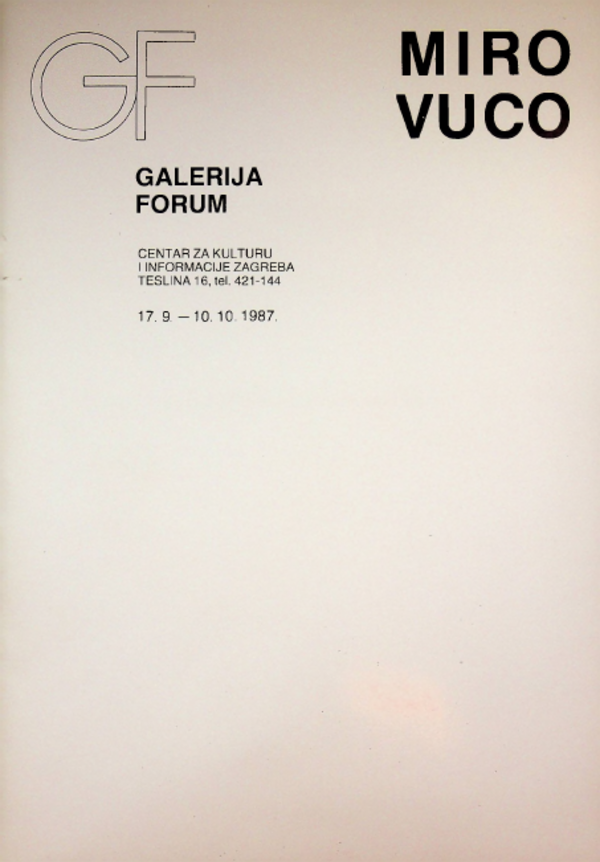 GF
MIRO
VUCO
GALERIJA
FORUM
CENTAR ZA KULTURU
I INFORMACIJE ZAGREBA
TESLINA 16, tel. 421-144
17. 9. — 10. 10. 1987.